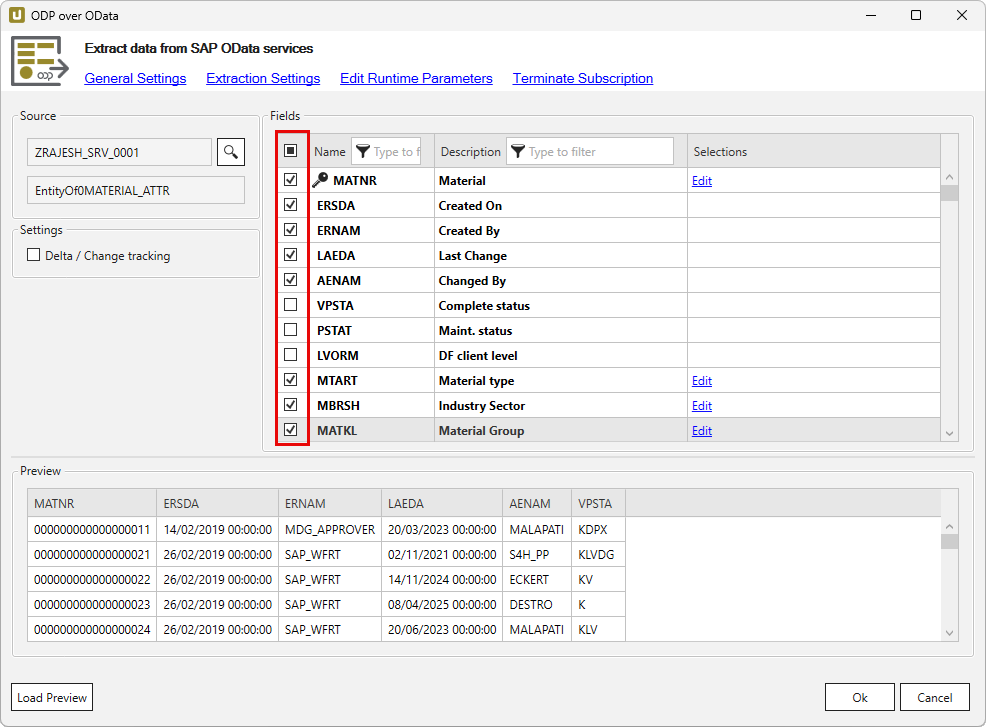 ODP over OData
Extract data from SAP OData services
General Settings Extraction Settings Edit Runtime Parameters Terminate Subscription
Source
ZRAJESH_SRV_0001
EntityOf0MATERIAL_ATTR
Settings
Delta / Change tracking
Fields
Name Type to f Description Type to filter Selections
MATNR Material Edit
ERSDA Created On
ERNAM Created By
LAEDA Last Change
AENAM Changed By
VPSTA Complete status
PSTAT Maint. status
LVORM DF client level
MTART Material type Edit
MBRSH Industry Sector Edit
MATKL Material Group Edit
Preview
MATNR ERSDA ERNAM LAEDA AENAM VPSTA
000000000000000011 14/02/2019 00:00:00 MDG_APPROVER 20/03/2023 00:00:00 MALAPATI KDPX
000000000000000021 26/02/2019 00:00:00 SAP_WFRT 02/11/2021 00:00:00 S4H_PP KLVDG
000000000000000022 26/02/2019 00:00:00 SAP_WFRT 14/11/2024 00:00:00 ECKERT KV
000000000000000023 26/02/2019 00:00:00 SAP_WFRT 08/04/2025 00:00:00 DESTRO K
000000000000000024 26/02/2019 00:00:00 SAP_WFRT 20/06/2023 00:00:00 MALAPATI KLV
Load Preview Ok Cancel